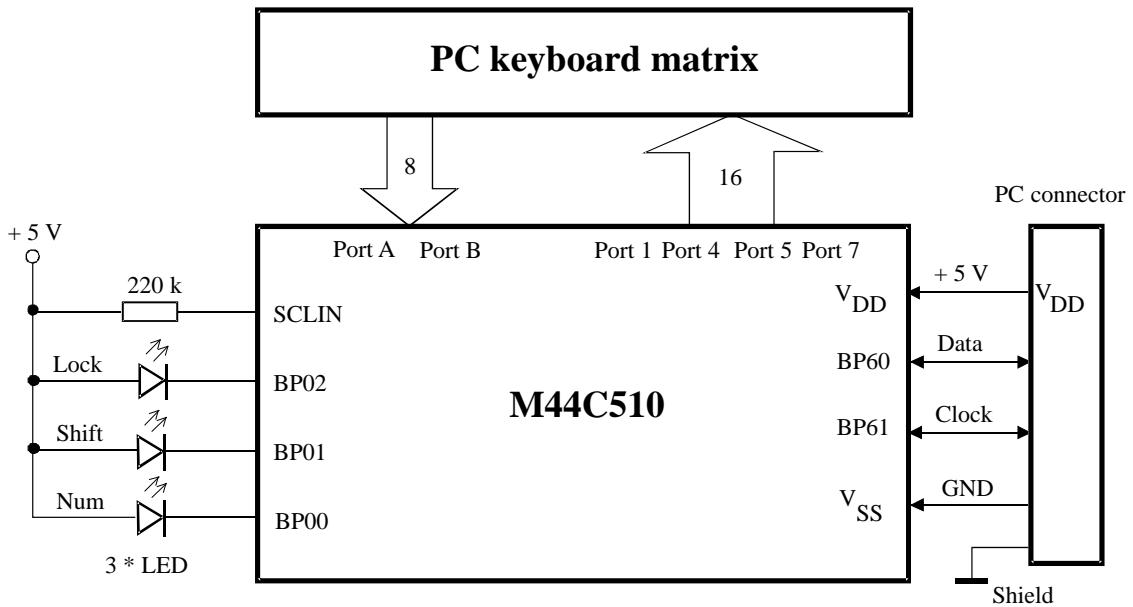 PC keyboard matrix
8
16
PC connector
+ 5 V
Port A Port B Port 1 Port 4 Port 5 Port 7
220 k
SCLIN
VDD
+ 5 V
VDD
Lock
BP02
BP60
Data
M44C510
Shift
BP01
BP61
Clock
Num
BP00
VSS
GND
3 * LED
Shield